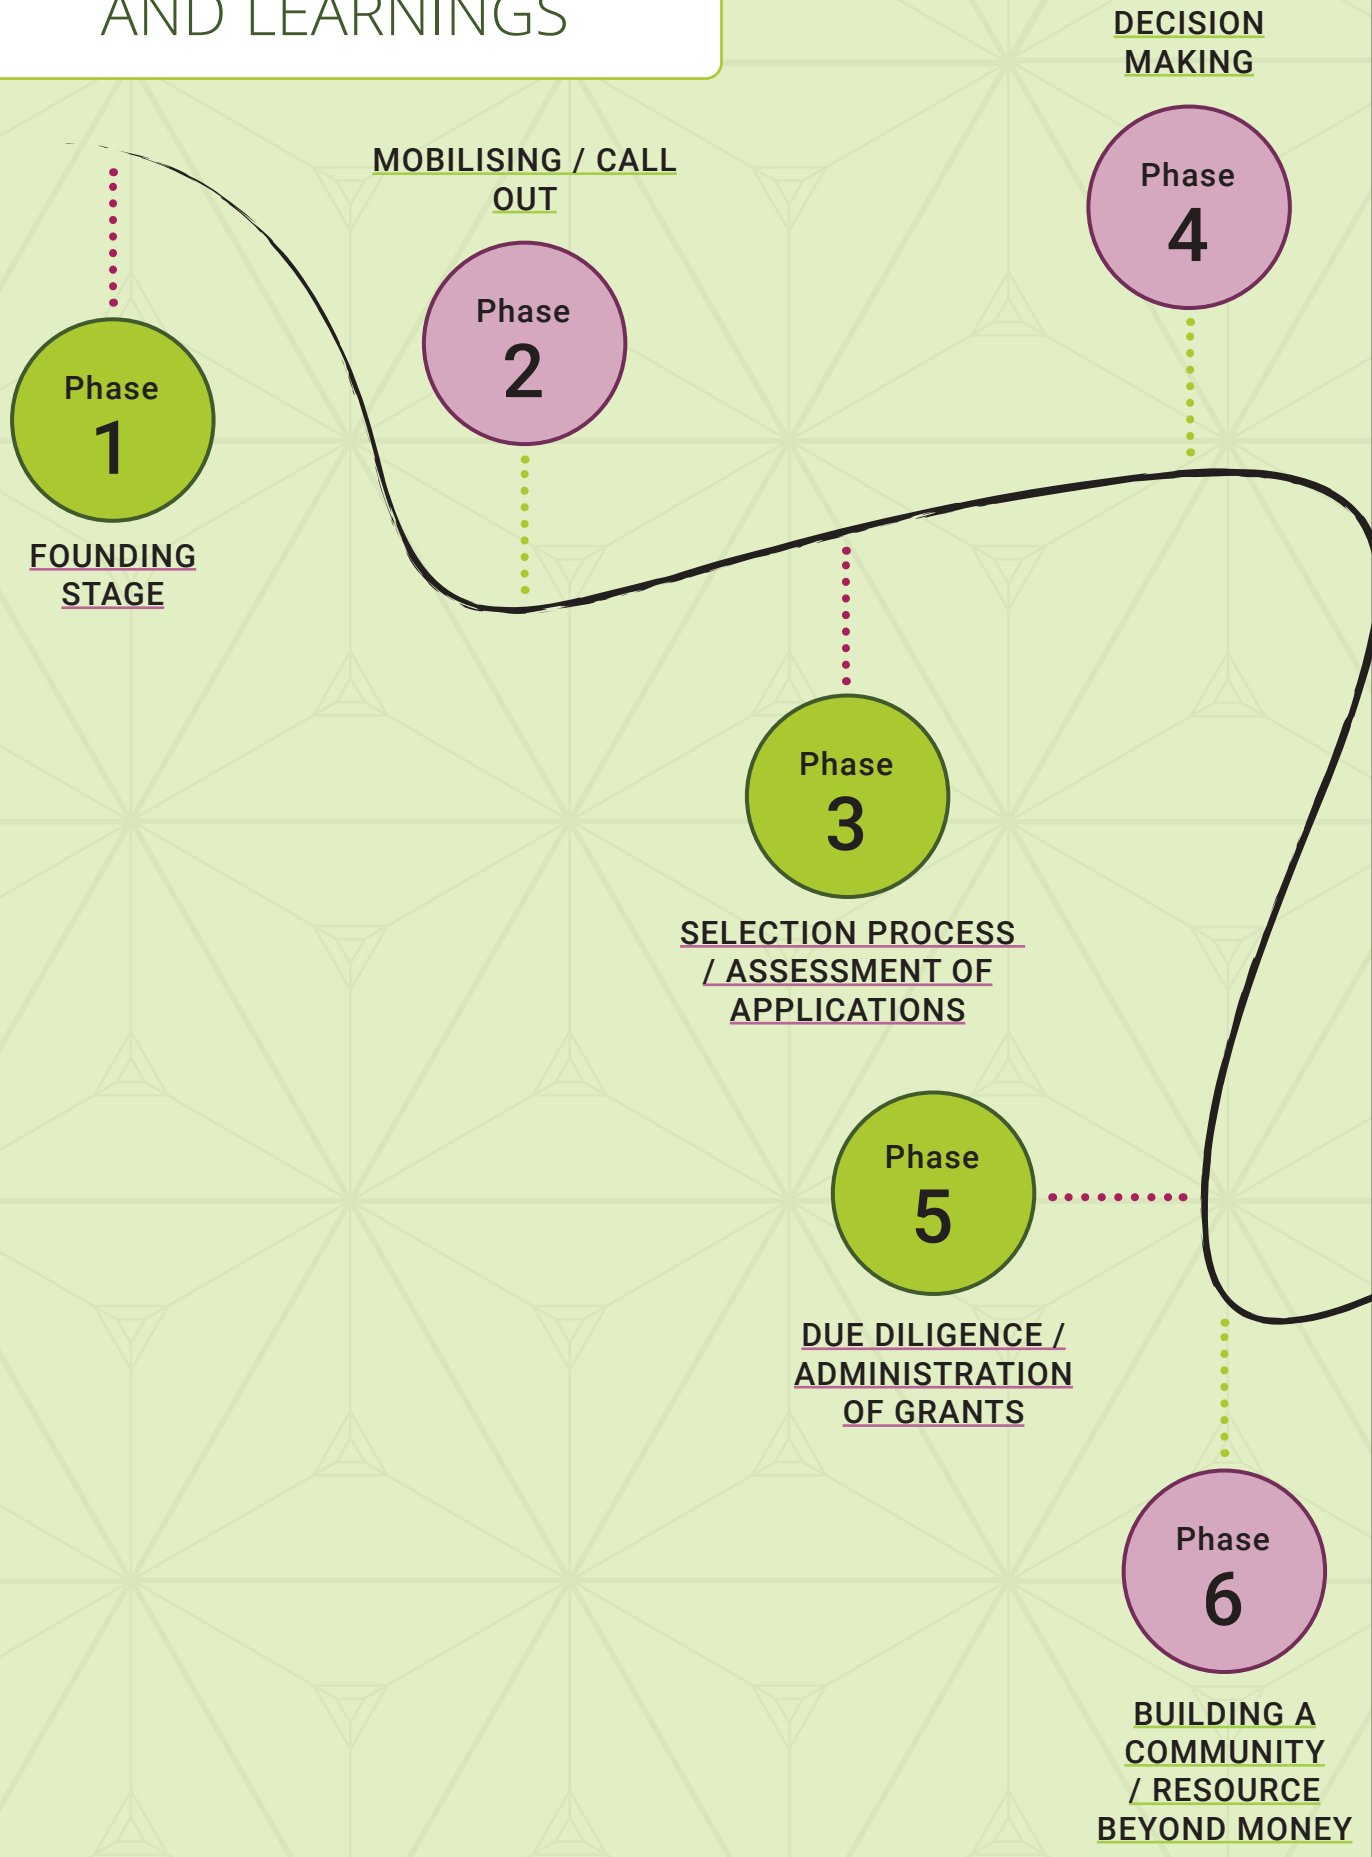 AND LEARNINGS
Phase
1
FOUNDING
STAGE
MOBILISING / CALL
OUT
Phase
2
Phase
3
SELECTION PROCESS
/ ASSESSMENT OF
APPLICATIONS
DECISION
MAKING
Phase
4
Phase
5
DUE DILIGENCE /
ADMINISTRATION
OF GRANTS
Phase
6
BUILDING A
COMMUNITY
/ RESOURCE
BEYOND MONEY